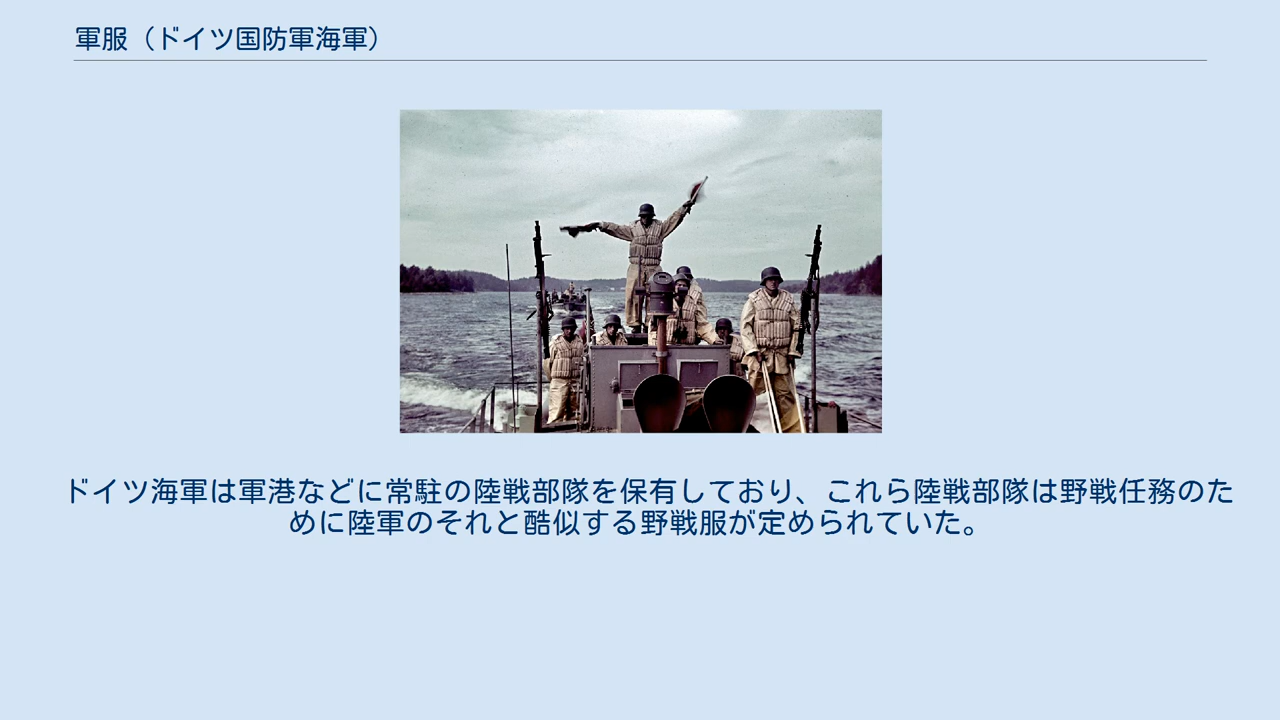 軍服（ドイツ国防軍海軍）
ドイツ海軍は軍港などに常駐の陸戦部隊を保有しており、これら陸戦部隊は野戦任務のた
めに陸軍のそれと酷似する野戦服が定められていた。